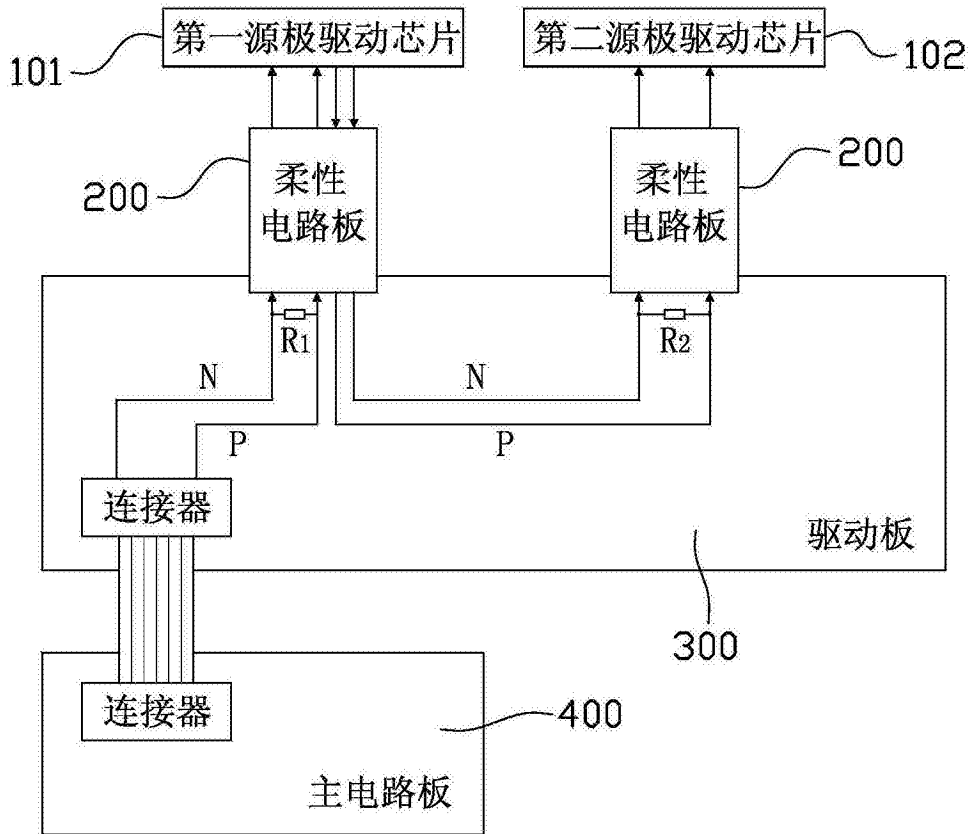 第一源极驱动芯片
第二源极驱动芯片
101
102
200
柔性
电路板
柔性
电路板
200
R1
R2
N
N
P
P
连接器
驱动板
300
连接器
400
主电路板